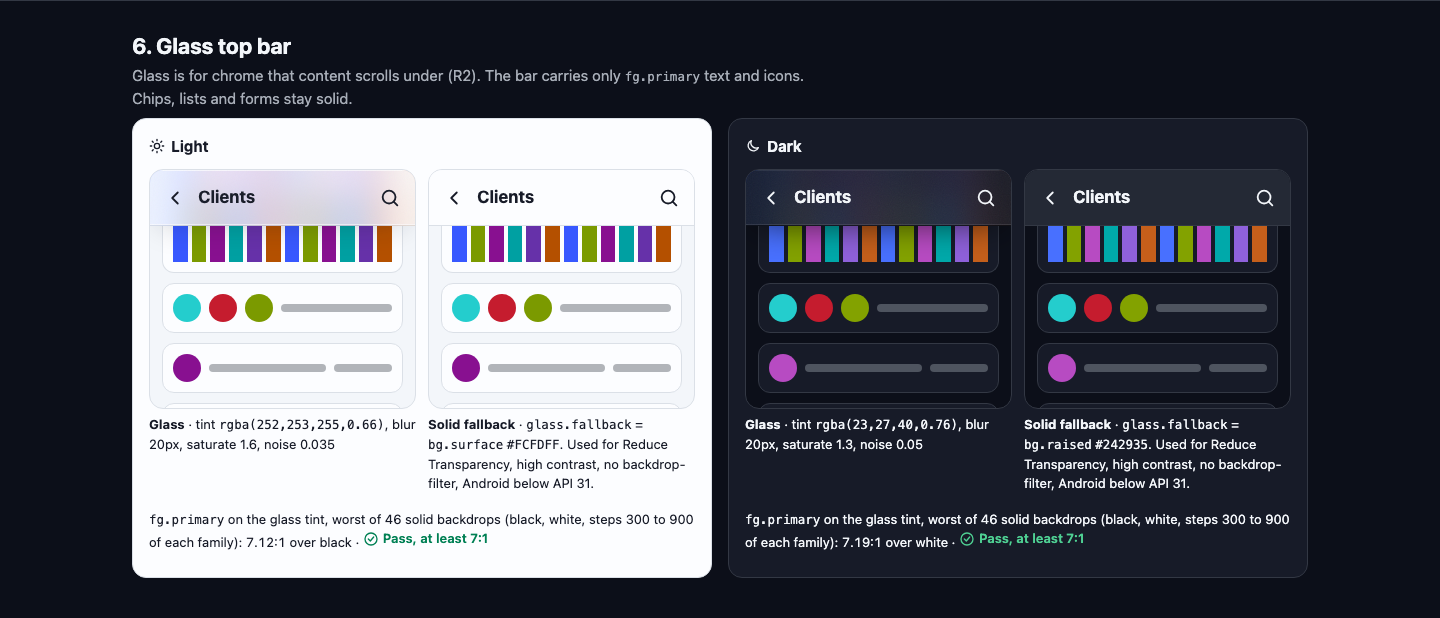 6. Glass top bar
Glass is for chrome that content scrolls under (R2). The bar carries only fg.primary text and icons.
Chips, lists and forms stay solid.
Light
Clients
Clients
Glass · tint rgba(252,253,255,0.66), blur
20px, saturate 1.6, noise 0.035
Solid fallback · glass.fallback =
bg.surface #FCFDFF. Used for Reduce
Transparency, high contrast, no backdrop-
filter, Android below API 31.
fg.primary on the glass tint, worst of 46 solid backdrops (black, white, steps 300 to 900
of each family): 7.12:1 over black · Pass, at least 7:1
Dark
Clients
Clients
Glass · tint rgba(23,27,40,0.76), blur
20px, saturate 1.3, noise 0.05
Solid fallback · glass.fallback =
bg.raised #242935. Used for Reduce
Transparency, high contrast, no backdrop-
filter, Android below API 31.
fg.primary on the glass tint, worst of 46 solid backdrops (black, white, steps 300 to 900
of each family): 7.19:1 over white · Pass, at least 7:1